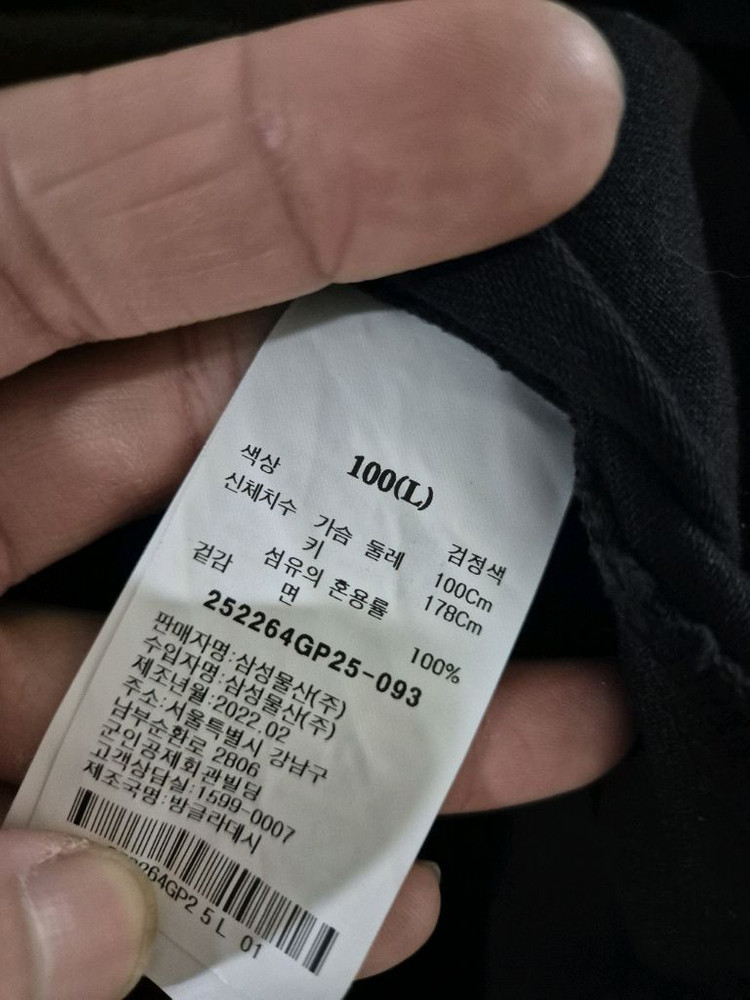 100(L)
색상 검정색
신체치수 가슴 둘레 100Cm
키 178Cm
섬유의 혼용률
겉감 면 100%
252264GP25-093
판매자명:삼성물산(주)
수입자명:삼성물산(주)
제조년월:2022.02
주소:서울특별시 강남구
남부순환로 2806
군인공제회관빌딩
고객상담실:1599-0007
제조국명:방글라데시
264GP2 5 L 01